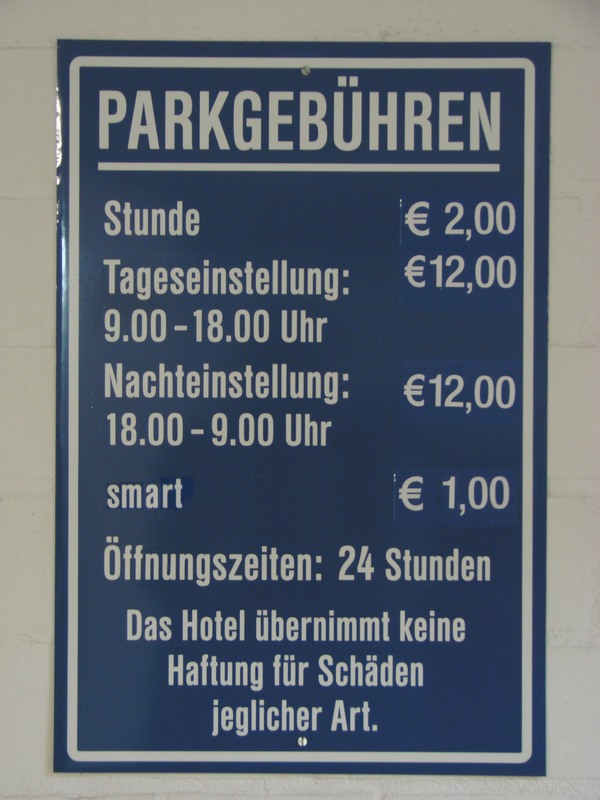 PARKGEBÜHREN
Stunde € 2,00
Tageseinstellung: €12,00
9.00 – 18.00 Uhr
Nachteinstellung: €12,00
18.00 – 9.00 Uhr
smart € 1,00
Öffnungszeiten: 24 Stunden
Das Hotel übernimmt keine
Haftung für Schäden
jeglicher Art.